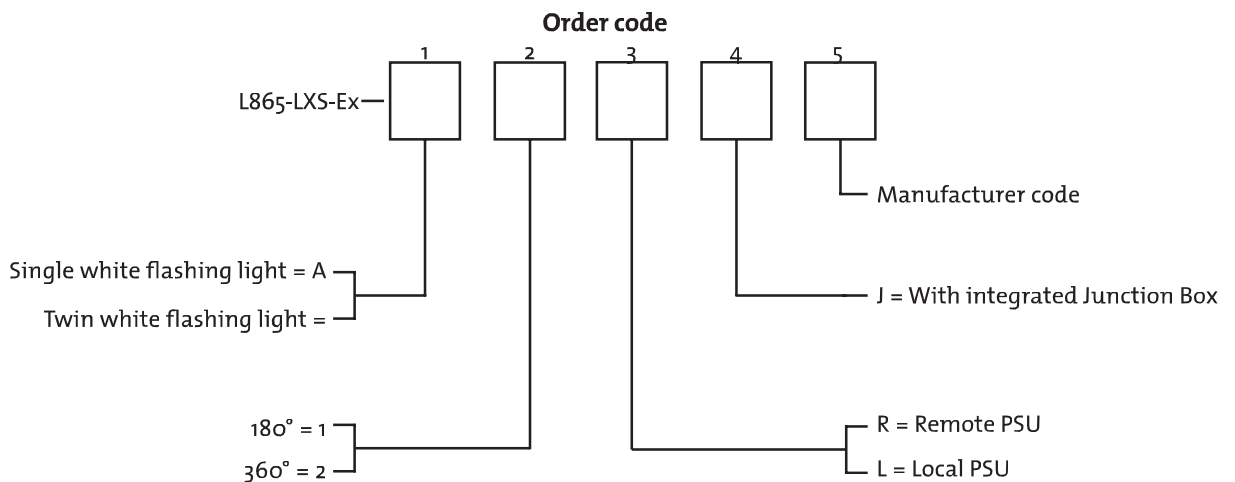 Order code
1 2 3 4 5
L865-LXS-Ex
Manufacturer code
Single white flashing light = A
Twin white flashing light =
J = With integrated Junction Box
180° = 1
360° = 2
R = Remote PSU
L = Local PSU